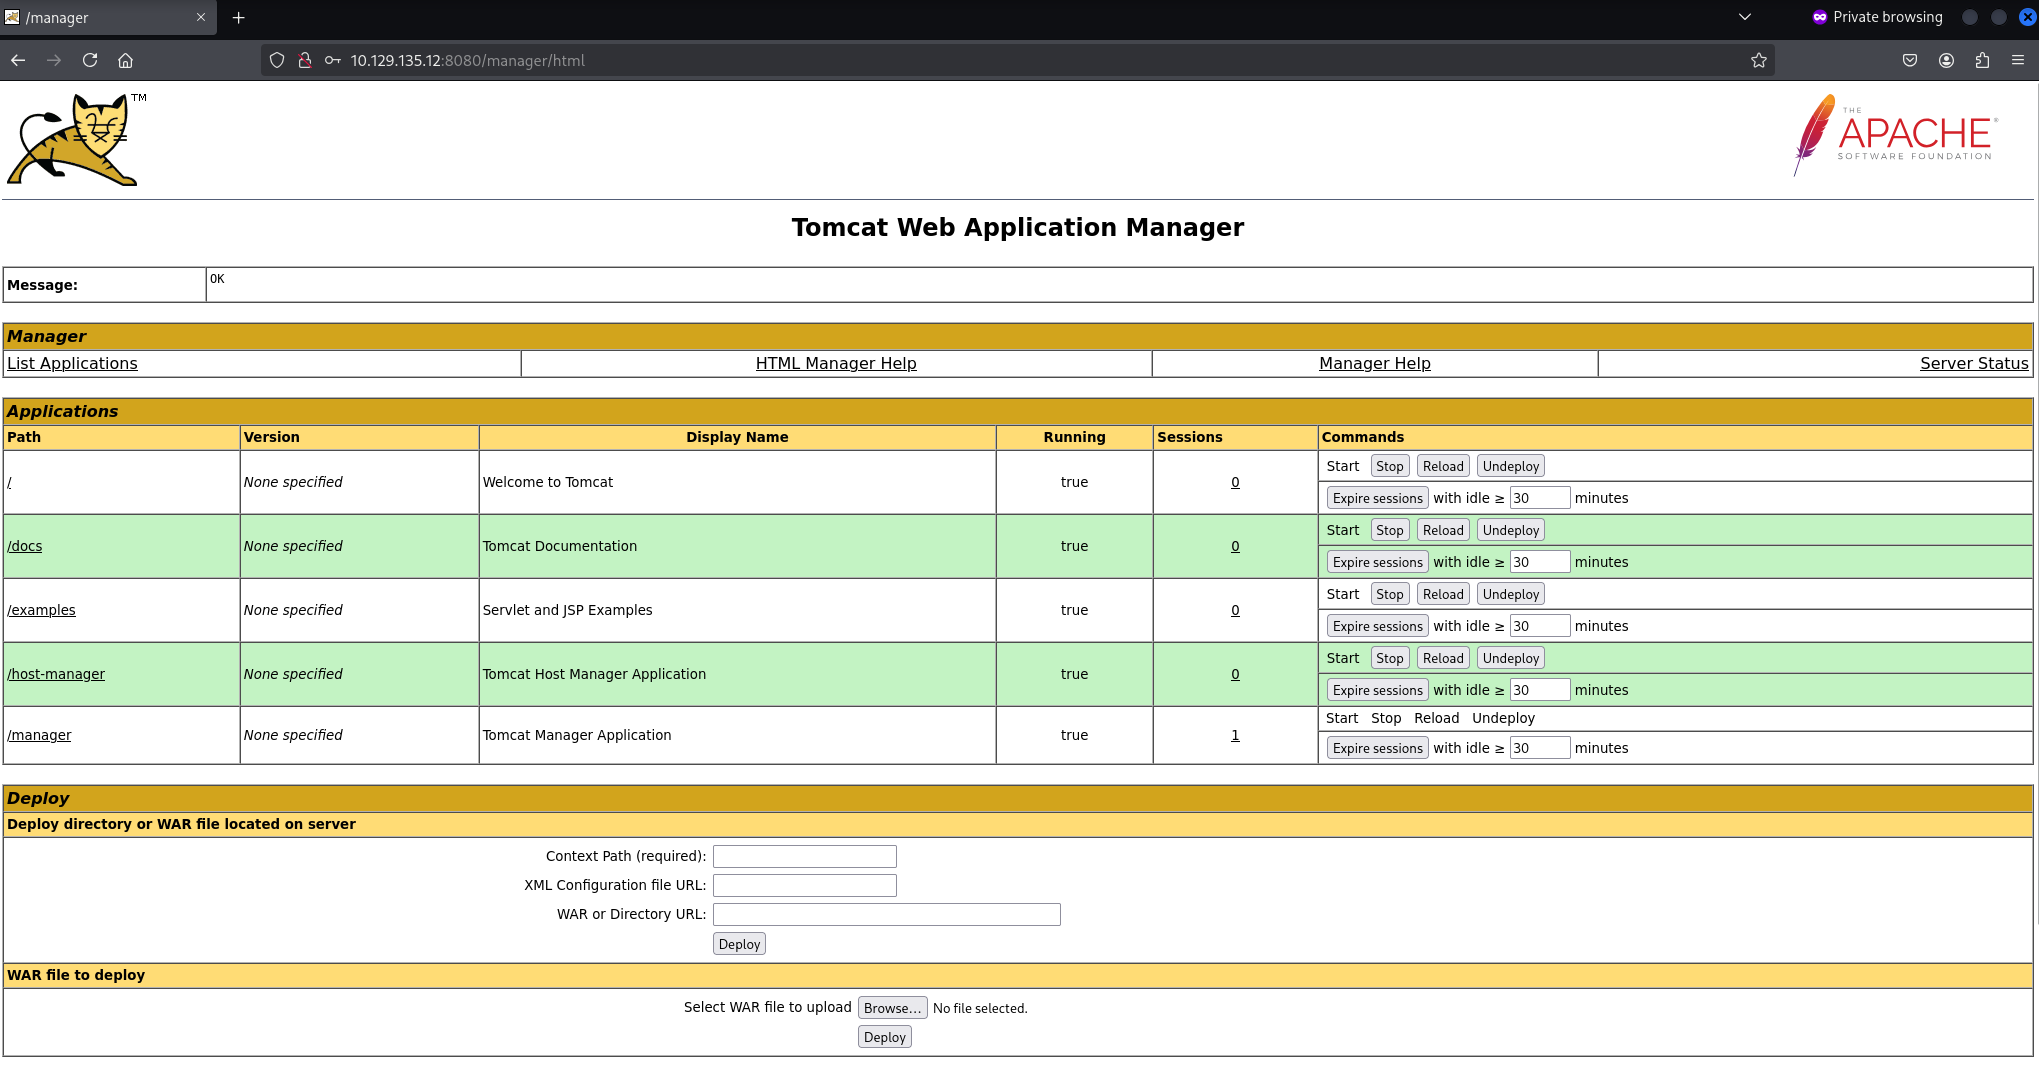 /manager
Private browsing
10.129.135.12:8080/manager/html
TM
THE
APACHE®
SOFTWARE FOUNDATION
Tomcat Web Application Manager
Message: OK
Manager
List Applications HTML Manager Help Manager Help Server Status
Applications
Path Version Display Name Running Sessions Commands
/ None specified Welcome to Tomcat true 0 Start Stop Reload Undeploy
Expire sessions with idle ≥ 30 minutes
/docs None specified Tomcat Documentation true 0 Start Stop Reload Undeploy
Expire sessions with idle ≥ 30 minutes
/examples None specified Servlet and JSP Examples true 0 Start Stop Reload Undeploy
Expire sessions with idle ≥ 30 minutes
/host-manager None specified Tomcat Host Manager Application true 0 Start Stop Reload Undeploy
Expire sessions with idle ≥ 30 minutes
/manager None specified Tomcat Manager Application true 1 Start Stop Reload Undeploy
Expire sessions with idle ≥ 30 minutes
Deploy
Deploy directory or WAR file located on server
Context Path (required):
XML Configuration file URL:
WAR or Directory URL:
Deploy
WAR file to deploy
Select WAR file to upload Browse... No file selected.
Deploy